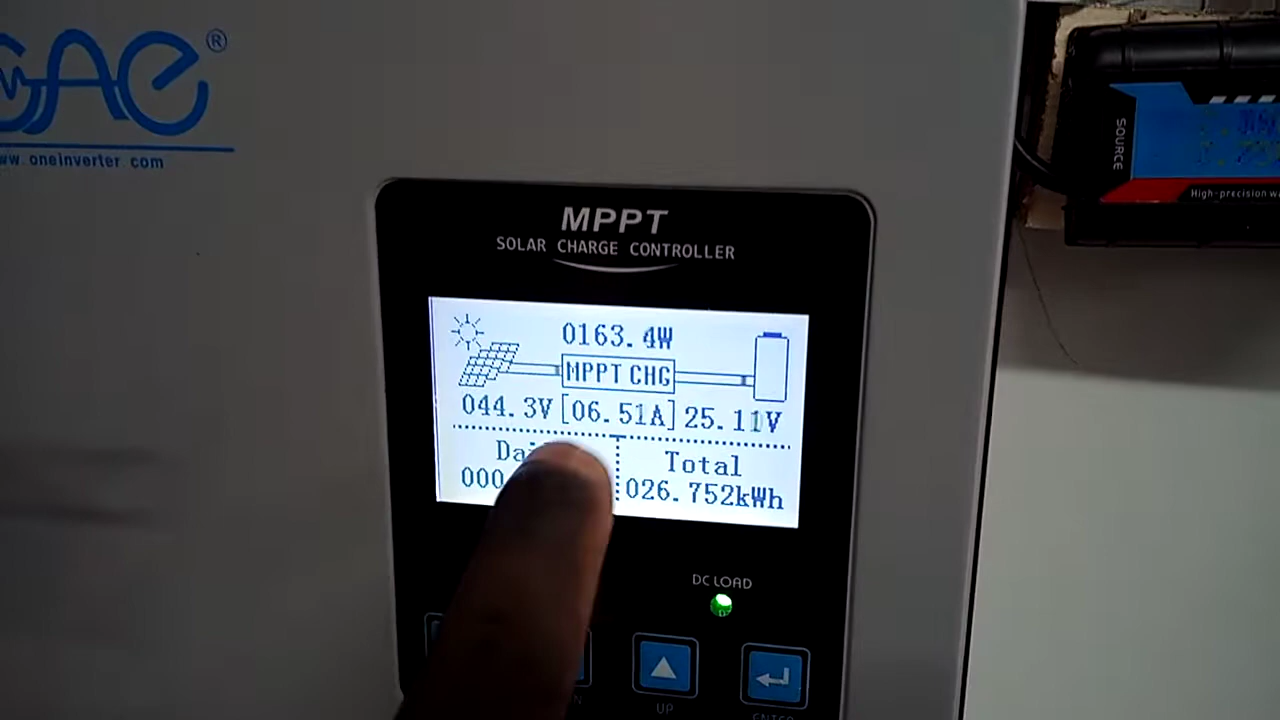 www.oneinverter.com
SOURCE
High-precision
MPPT
SOLAR CHARGE CONTROLLER
0163.4W
MPPT CHG
044.3V [06.51A] 25.11V
Total
000
026.752kWh
DC LOAD
UP
ENTER